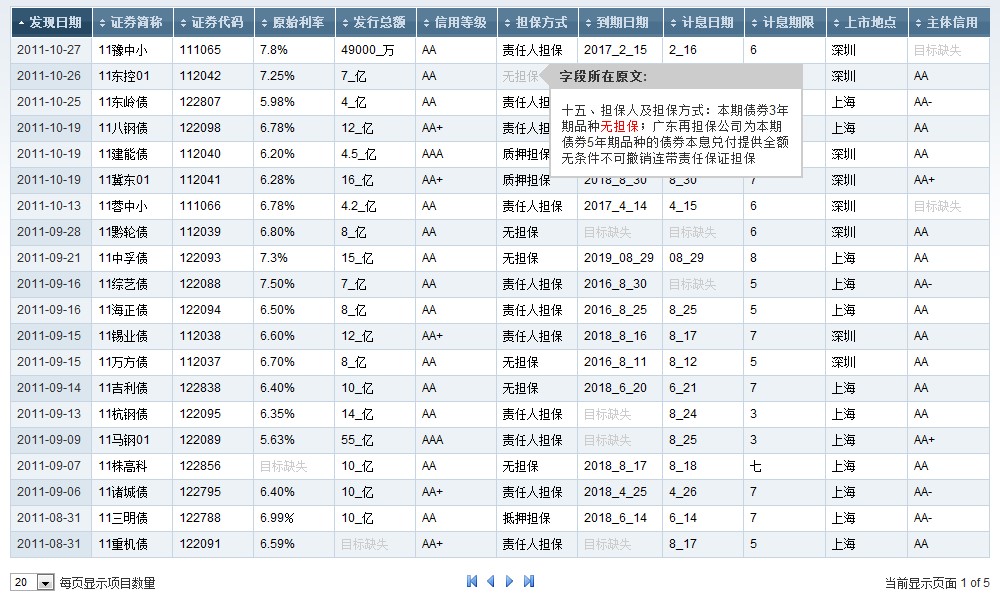 发现日期 证券简称 证券代码 原始利率 发行总额 信用等级 担保方式 到期日期 计息日期 计息期限 上市地点 主体信用
2011-10-27 11豫中小 111065 7.8% 49000_万 AA 责任人担保 2017_2_15 2_16 6 深圳 目标缺失
2011-10-26 11东控01 112042 7.25% 7_亿 AA 无担保 深圳 AA
字段所在原文:
十五、担保人及担保方式：本期债券3年
期品种无担保；广东再担保公司为本期
债券5年期品种的债券本息兑付提供全额
无条件不可撤销连带责任保证担保
2011-10-25 11东岭债 122807 5.98% 4_亿 AA 责任人担 上海 AA-
2011-10-19 11八钢债 122098 6.78% 12_亿 AA+ 责任人担 上海 AA
2011-10-19 11建能债 112040 6.20% 4.5_亿 AAA 质押担保 深圳 AA
2011-10-19 11冀东01 112041 6.28% 16_亿 AA+ 质押担保 2018_8_30 8_30 7 深圳 AA+
2011-10-13 11蓉中小 111066 6.78% 4.2_亿 AA 责任人担保 2017_4_14 4_15 6 深圳 目标缺失
2011-09-28 11黔轮债 112039 6.80% 8_亿 AA 无担保 目标缺失 目标缺失 6 深圳 AA
2011-09-21 11中孚债 122093 7.3% 15_亿 AA 无担保 2019_08_29 08_29 8 上海 AA
2011-09-16 11综艺债 122088 7.50% 7_亿 AA 责任人担保 2016_8_30 目标缺失 5 上海 AA-
2011-09-16 11海正债 122094 6.50% 8_亿 AA 责任人担保 2016_8_25 8_25 5 上海 AA
2011-09-15 11锡业债 112038 6.60% 12_亿 AA+ 责任人担保 2018_8_16 8_17 7 深圳 AA
2011-09-15 11万方债 112037 6.70% 8_亿 AA 无担保 2016_8_11 8_12 5 深圳 AA
2011-09-14 11吉利债 122838 6.40% 10_亿 AA 无担保 2018_6_20 6_21 7 上海 AA
2011-09-13 11杭钢债 122095 6.35% 14_亿 AA 责任人担保 目标缺失 8_24 3 上海 AA
2011-09-09 11马钢01 122089 5.63% 55_亿 AAA 责任人担保 目标缺失 8_25 3 上海 AA+
2011-09-07 11株高科 122856 目标缺失 10_亿 AA 无担保 2018_8_17 8_18 七 上海 AA
2011-09-06 11诸城债 122795 6.40% 10_亿 AA+ 责任人担保 2018_4_25 4_26 7 上海 AA-
2011-08-31 11三明债 122788 6.99% 10_亿 AA 抵押担保 2018_6_14 6_14 7 上海 AA-
2011-08-31 11重机债 122091 6.59% 目标缺失 AA+ 责任人担保 目标缺失 8_17 5 上海 AA
20 每页显示项目数量 当前显示页面 1 of 5